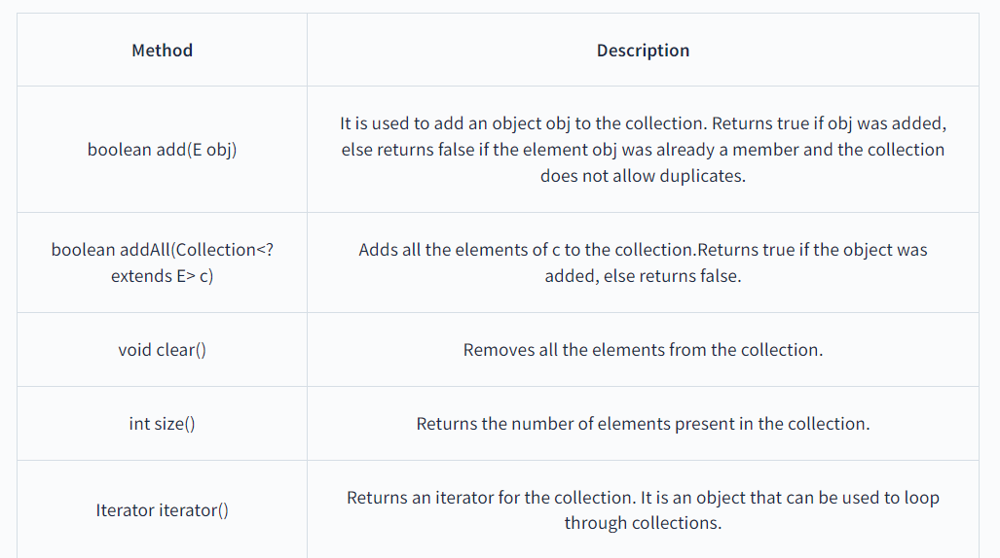 Method
Description
boolean add(E obj)
It is used to add an object obj to the collection. Returns true if obj was added,
else returns false if the element obj was already a member and the collection
does not allow duplicates.
boolean addAll(Collection<?
extends E> c)
Adds all the elements of c to the collection.Returns true if the object was
added, else returns false.
void clear()
Removes all the elements from the collection.
int size()
Returns the number of elements present in the collection.
Iterator iterator()
Returns an iterator for the collection. It is an object that can be used to loop
through collections.